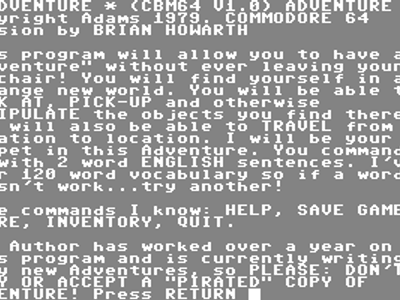 DVENTURE * (CBM64 V1.0) ADVENTURE
yright Adams 1979, COMMODORE 64
sion by BRIAN HOWARTH
s program will allow you to have a
venture" without ever leaving your
chair! You will find yourself in a
ange new world. You will be able t
K AT, PICK-UP and otherwise
IPULATE the objects you find there
will also be able to TRAVEL from
ation to location. I will be your
pet in this Adventure. You command
with 2 word ENGLISH sentences. I'v
r 120 word vocabulary so if a word
sn't work...try another!
e commands I know: HELP, SAVE GAME
RE, INVENTORY, QUIT.
Author has worked over a year on
s program and is currently writing
y new Adventures, so PLEASE: DON'T
Y OR ACCEPT A "PIRATED" COPY OF
ENTURE! Press RETURN